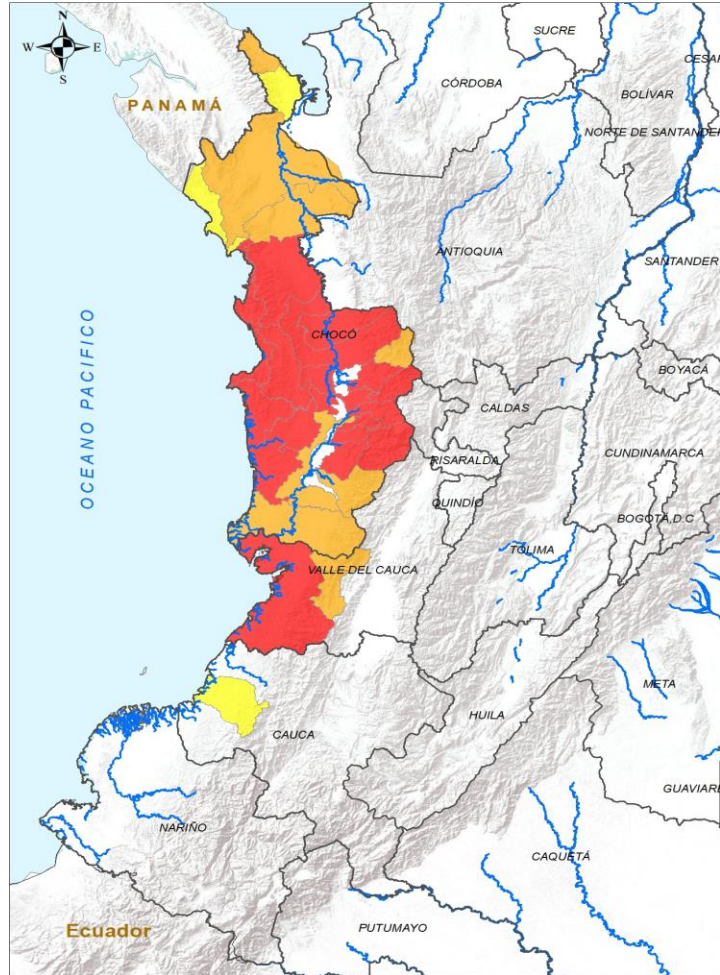 N
W E
S
SUCRE
CÓRDOBA
CESAR
BOLÍVAR
PANAMÁ
NORTE DE SANTANDER
ANTIOQUIA
SANTANDER
OCEANO PACIFICO
CHOCÓ
BOYACÁ
CALDAS
CUNDINAMARCA
RISARALDA
QUINDÍO
BOGOTÁ,D.C
TOLIMA
VALLE DEL CAUCA
META
HUILA
CAUCA
GUAVIARE
NARIÑO
CAQUETÁ
Ecuador
PUTUMAYO